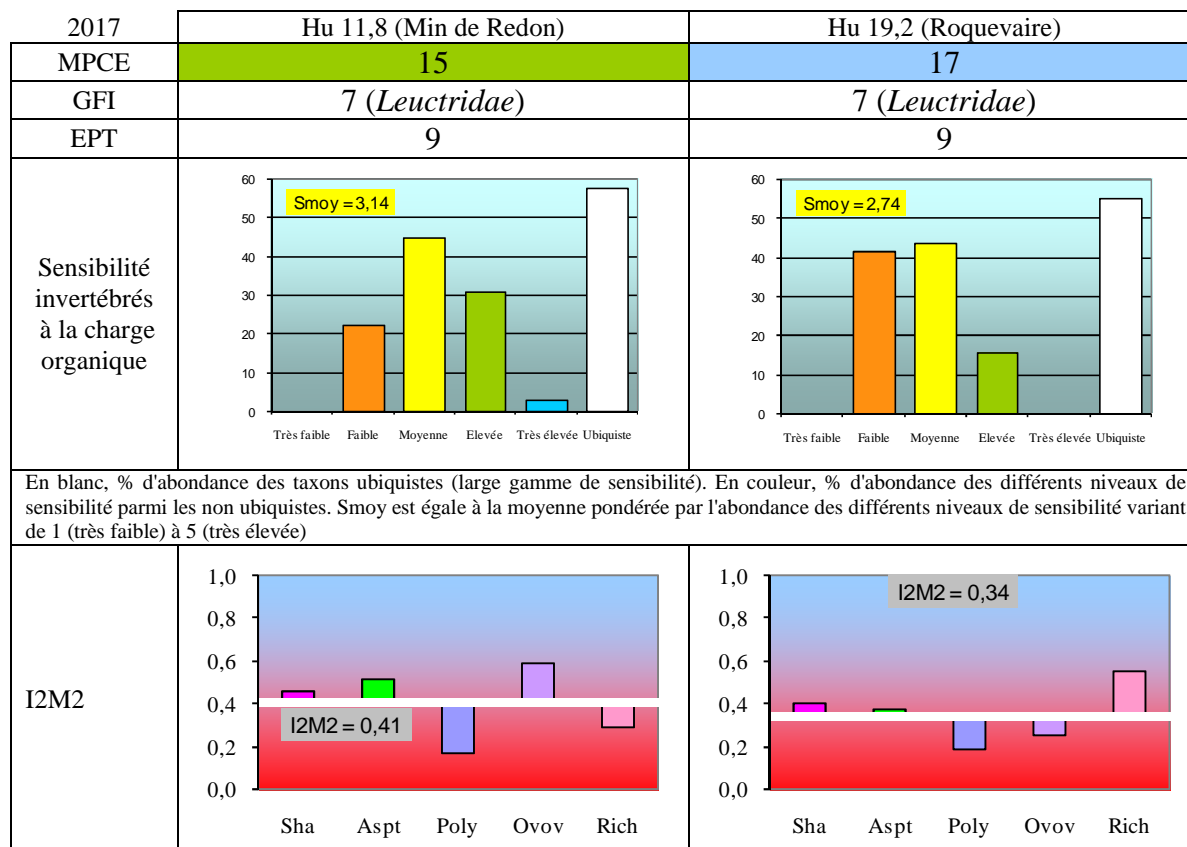 2017 Hu 11,8 (Min de Redon) Hu 19,2 (Roquevaire)
MPCE 15 17
GFI 7 (Leuctridae) 7 (Leuctridae)
EPT 9 9
Sensibilité
invertébrés
à la charge
organique
60
50
40
30
20
10
0
Smoy = 3,14
Très faible Faible Moyenne Elevée Très élevée Ubiquiste
60
50
40
30
20
10
0
Smoy = 2,74
Très faible Faible Moyenne Elevée Très élevée Ubiquiste
En blanc, % d'abondance des taxons ubiquistes (large gamme de sensibilité). En couleur, % d'abondance des différents niveaux de
sensibilité parmi les non ubiquistes. Smoy est égale à la moyenne pondérée par l'abondance des différents niveaux de sensibilité variant
de 1 (très faible) à 5 (très élevée)
I2M2
1,0
0,8
0,6
0,4
0,2
0,0
I2M2 = 0,41
Sha Aspt Poly Ovov Rich
1,0
0,8
0,6
0,4
0,2
0,0
I2M2 = 0,34
Sha Aspt Poly Ovov Rich